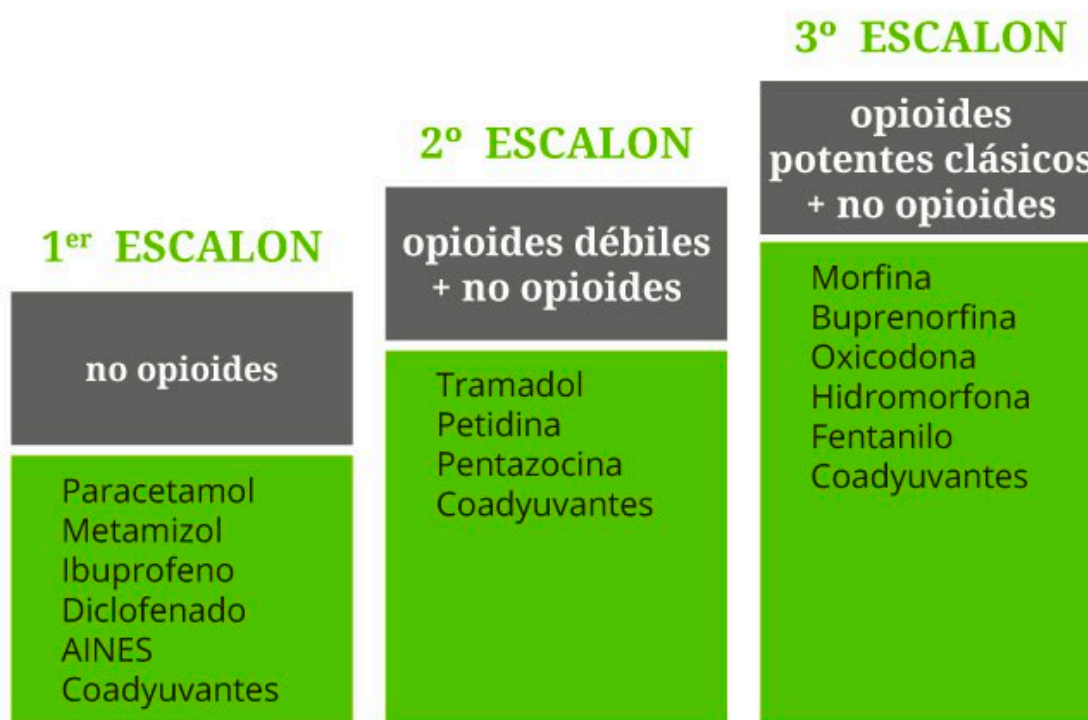 1er ESCALON
no opioides
Paracetamol
Metamizol
Ibuprofeno
Diclofenado
AINES
Coadyuvantes
2º ESCALON
opioides débiles
+ no opioides
Tramadol
Petidina
Pentazocina
Coadyuvantes
3º ESCALON
opioides
potentes clásicos
+ no opioides
Morfina
Buprenorfina
Oxicodona
Hidromorfona
Fentanilo
Coadyuvantes